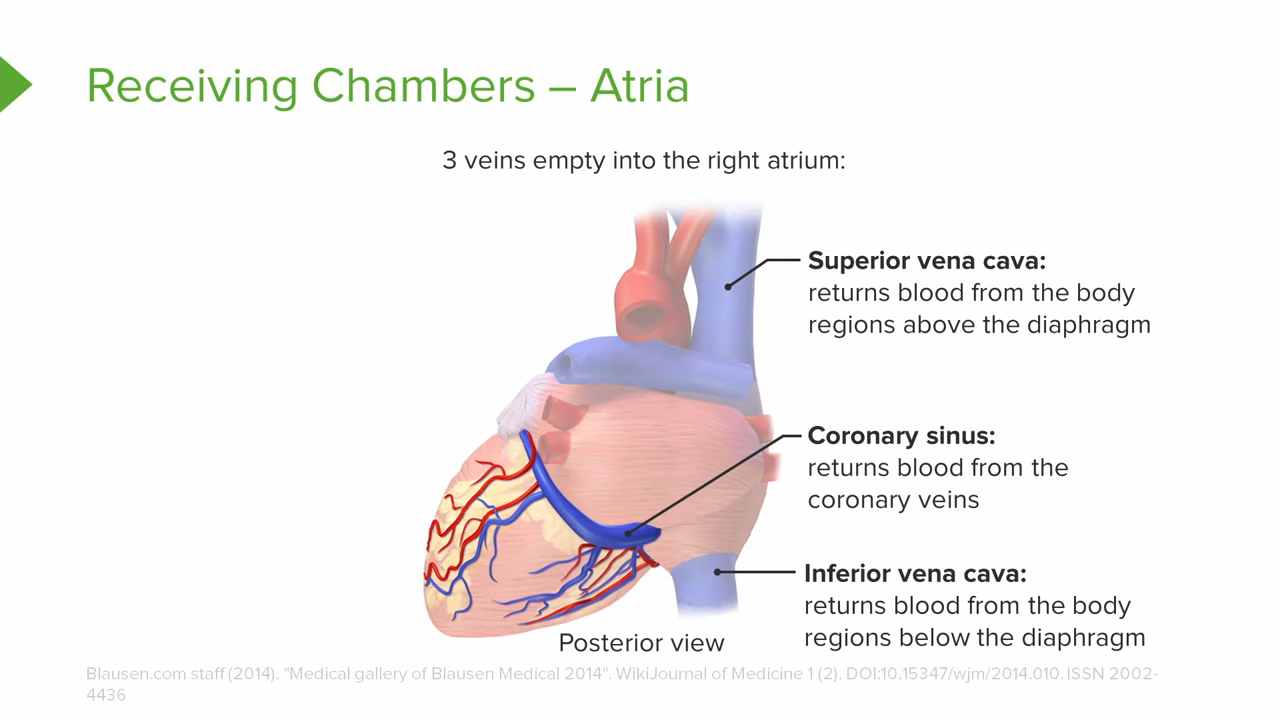 Receiving Chambers – Atria
3 veins empty into the right atrium:
Superior vena cava:
returns blood from the body
regions above the diaphragm
Coronary sinus:
returns blood from the
coronary veins
Inferior vena cava:
returns blood from the body
regions below the diaphragm
Posterior view
Blausen.com staff (2014). "Medical gallery of Blausen Medical 2014". WikiJournal of Medicine 1 (2). DOI:10.15347/wjm/2014.010. ISSN 2002-
4436